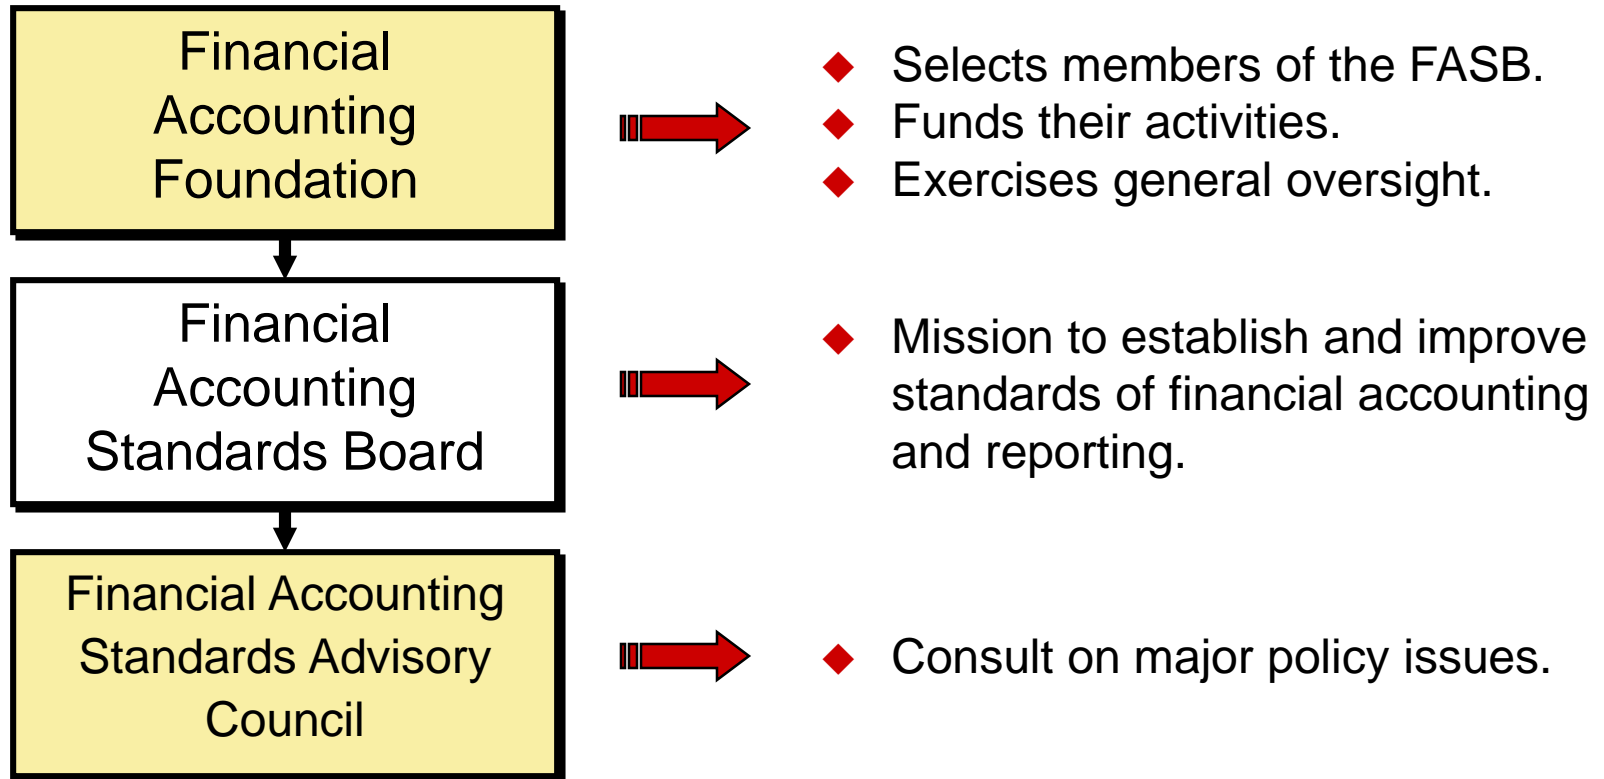 Financial
Accounting
Foundation
Selects members of the FASB.
Funds their activities.
Exercises general oversight.
Financial
Accounting
Standards Board
Mission to establish and improve
standards of financial accounting
and reporting.
Financial Accounting
Standards Advisory
Council
Consult on major policy issues.